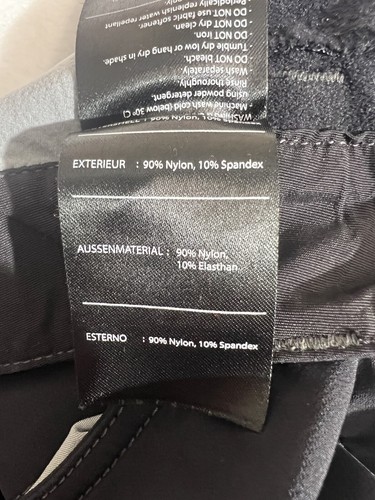 - Periodically replenish water repellent
- DO NOT use fabric softener.
- DO NOT dry clean.
- DO NOT iron.
Tumble dry low or hang dry in shade.
- DO NOT bleach.
- Wash separately.
Rinse thoroughly.
using powder detergent.
Machine wash cold (below 30°C)
EXTERIEUR : 90% Nylon, 10% Spandex
AUSSENMATERIAL : 90% Nylon,
10% Elasthan
ESTERNO : 90% Nylon, 10% Spandex